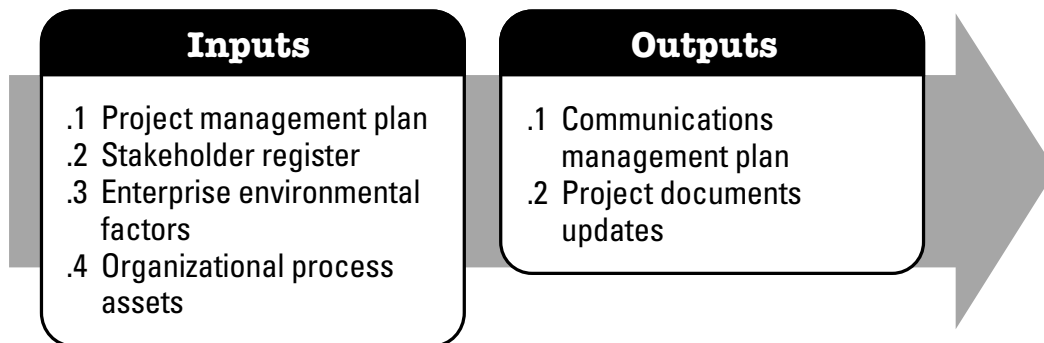 Inputs
.1 Project management plan
.2 Stakeholder register
.3 Enterprise environmental
factors
.4 Organizational process
assets
Outputs
.1 Communications
management plan
.2 Project documents
updates